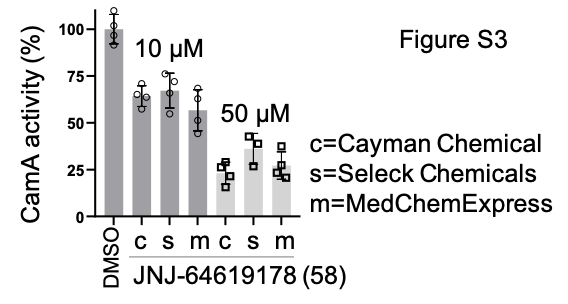 Figure S3
CamA activity (%)
100
75
50
25
0
10 µM
50 µM
c=Cayman Chemical
s=Seleck Chemicals
m=MedChemExpress
DMSO c s m c s m
JNJ-64619178 (58)